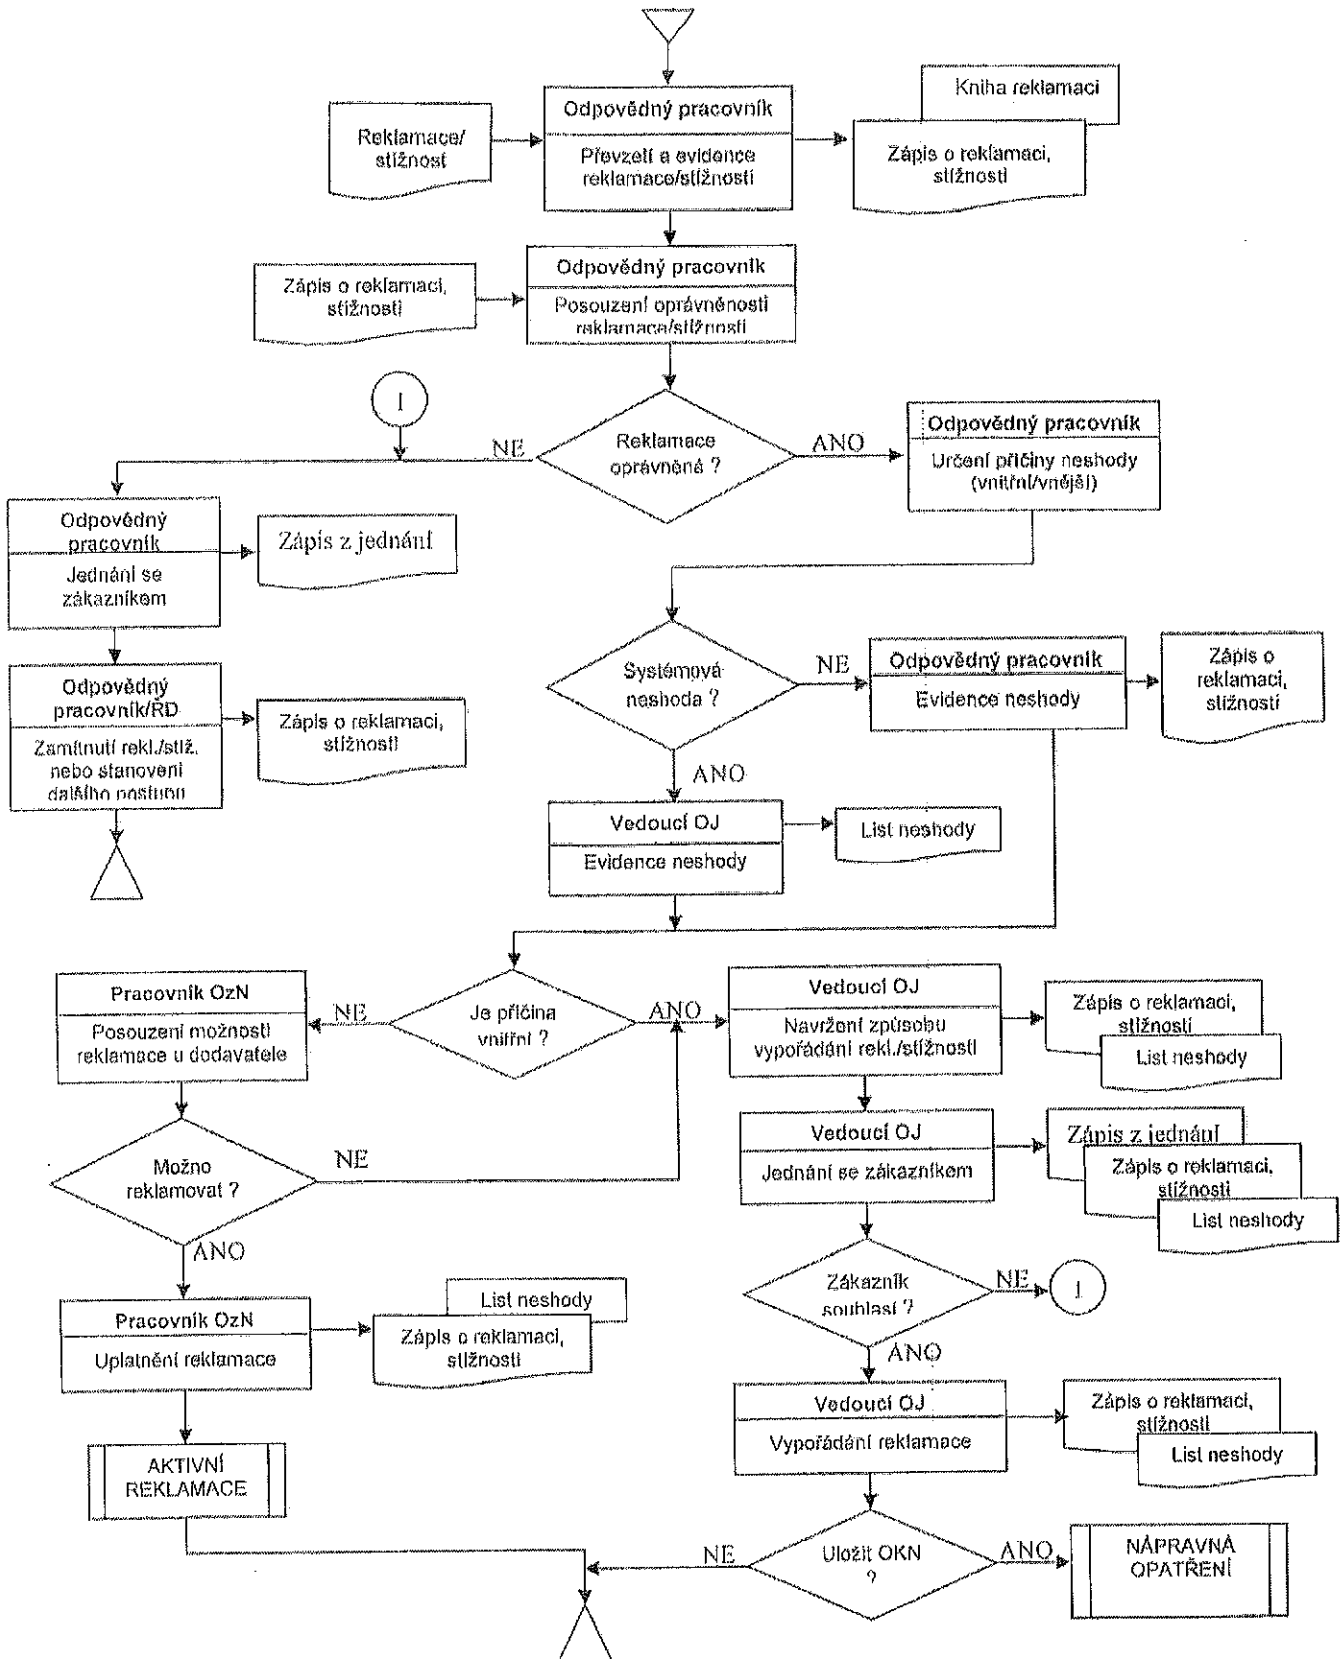 Kniha reklamací
Odpovědný pracovník
Reklamace/
stížnost
Převzetí a evidence
reklamace/stížnosti
Zápis o reklamaci,
stížnosti
Odpovědný pracovník
Zápis o reklamaci,
stížnosti
Posouzení oprávněnosti
reklamace/stížnosti
1
Reklamace
oprávněná ?
NE
ANO
Odpovědný pracovník
Určení příčiny neshody
(vnitřní/vnější)
Odpovědný
pracovník
Jednání se
zákazníkem
Zápis z jednání
Systémová
neshoda ?
NE
ANO
Odpovědný pracovník
Evidence neshody
Zápis o
reklamaci,
stížnosti
Odpovědný
pracovník/ŘD
Zamítnutí rekl./stíž.
nebo stanovení
dalšího postupu
Zápis o reklamaci,
stížnosti
Vedoucí OJ
Evidence neshody
List neshody
Pracovník OzN
Posouzení možnosti
reklamace u dodavatele
NE
Je příčina
vnitřní ?
ANO
Vedoucí OJ
Navržení způsobu
vypořádání rekl./stížnosti
Zápis o reklamaci,
stížnosti
List neshody
Možno
reklamovat ?
NE
ANO
Vedoucí OJ
Jednání se zákazníkem
Zápis z jednání
Zápis o reklamaci,
stížnosti
List neshody
Zákazník
souhlasí ?
NE
1
ANO
Pracovník OzN
Uplatnění reklamace
List neshody
Zápis o reklamaci,
stížnosti
Vedoucí OJ
Vypořádání reklamace
Zápis o reklamaci,
stížnosti
List neshody
AKTIVNÍ
REKLAMACE
NE
Uložit OKN
?
ANO
NÁPRAVNÁ
OPATŘENÍ